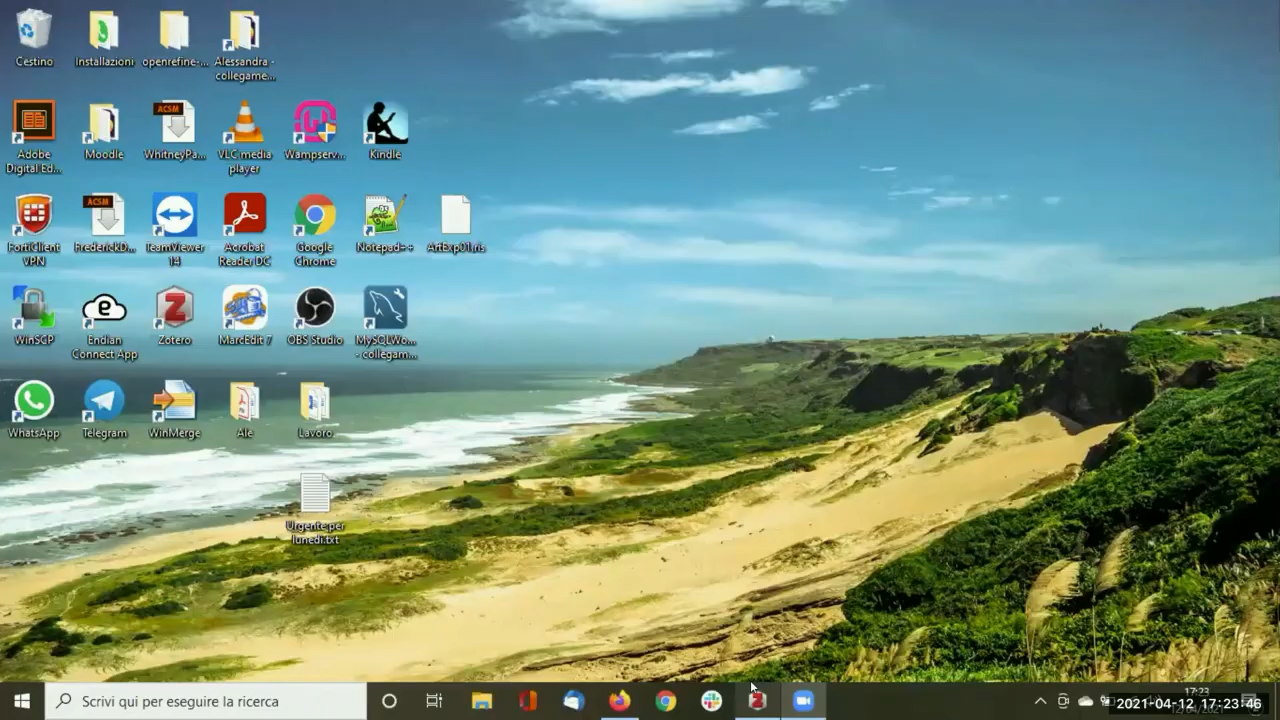 Cestino
Installazioni
openrefine-...
Alessandra -
collegame...
Adobe
Digital Ed...
Moodle
ACSM
WhitneyPa...
VLC media
player
Wampserv...
Kindle
FortiClient
VPN
ACSM
FrederickD...
TeamViewer
14
Acrobat
Reader DC
Google
Chrome
Notepad++
ArtExp01.ris
WinSCP
Endian
Connect App
Zotero
MarcEdit 7
OBS Studio
MySQLWo...
- collegam...
WhatsApp
Telegram
WinMerge
Ale
Lavoro
Urgente per
lunedì.txt
Scrivi qui per eseguire la ricerca
17:23
2021-04-12, 17:23:46